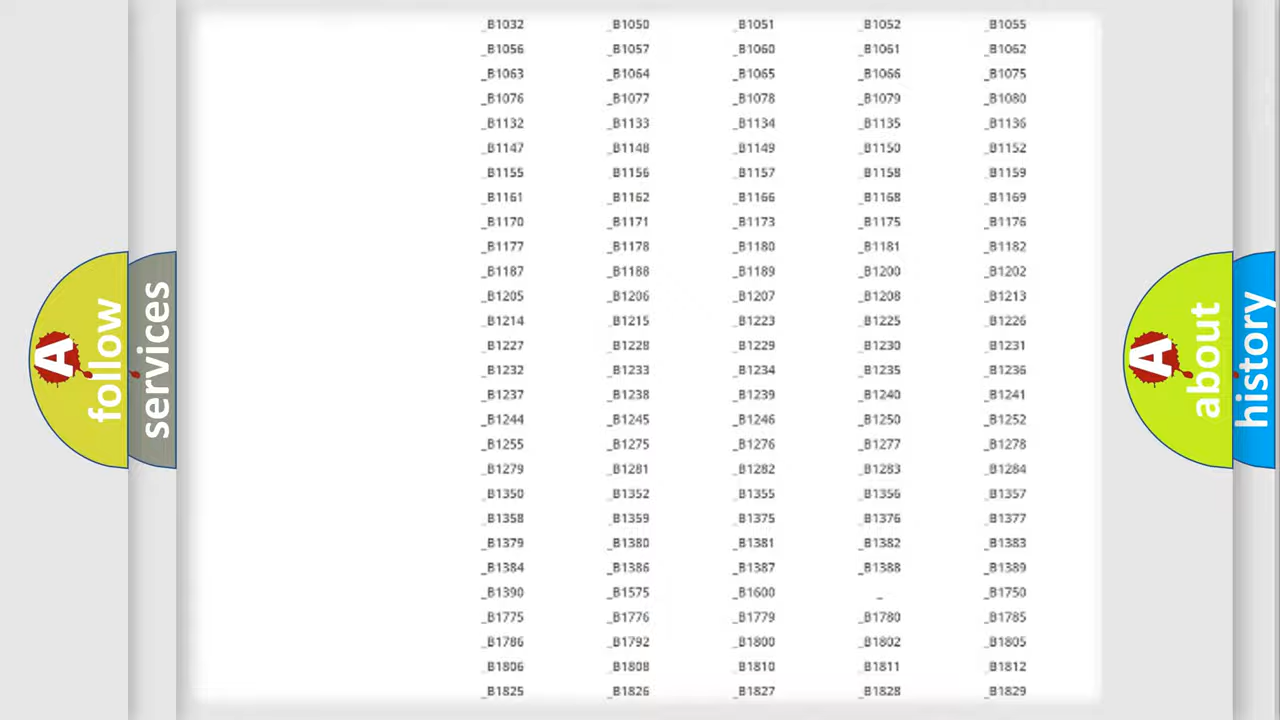 _B1032 _B1050 _B1051 _B1052 _B1055
_B1056 _B1057 _B1060 _B1061 _B1062
_B1063 _B1064 _B1065 _B1066 _B1075
_B1076 _B1077 _B1078 _B1079 _B1080
_B1132 _B1133 _B1134 _B1135 _B1136
_B1147 _B1148 _B1149 _B1150 _B1152
_B1155 _B1156 _B1157 _B1158 _B1159
_B1161 _B1162 _B1166 _B1168 _B1169
_B1170 _B1171 _B1173 _B1175 _B1176
_B1177 _B1178 _B1180 _B1181 _B1182
_B1187 _B1188 _B1189 _B1200 _B1202
_B1205 _B1206 _B1207 _B1208 _B1213
_B1214 _B1215 _B1223 _B1225 _B1226
_B1227 _B1228 _B1229 _B1230 _B1231
_B1232 _B1233 _B1234 _B1235 _B1236
_B1237 _B1238 _B1239 _B1240 _B1241
_B1244 _B1245 _B1246 _B1250 _B1252
_B1255 _B1275 _B1276 _B1277 _B1278
_B1279 _B1281 _B1282 _B1283 _B1284
_B1350 _B1352 _B1355 _B1356 _B1357
_B1358 _B1359 _B1375 _B1376 _B1377
_B1379 _B1380 _B1381 _B1382 _B1383
_B1384 _B1386 _B1387 _B1388 _B1389
_B1390 _B1575 _B1600 _ _B1750
_B1775 _B1776 _B1779 _B1780 _B1785
_B1786 _B1792 _B1800 _B1802 _B1805
_B1806 _B1808 _B1810 _B1811 _B1812
_B1825 _B1826 _B1827 _B1828 _B1829
A follow
services
A about
history